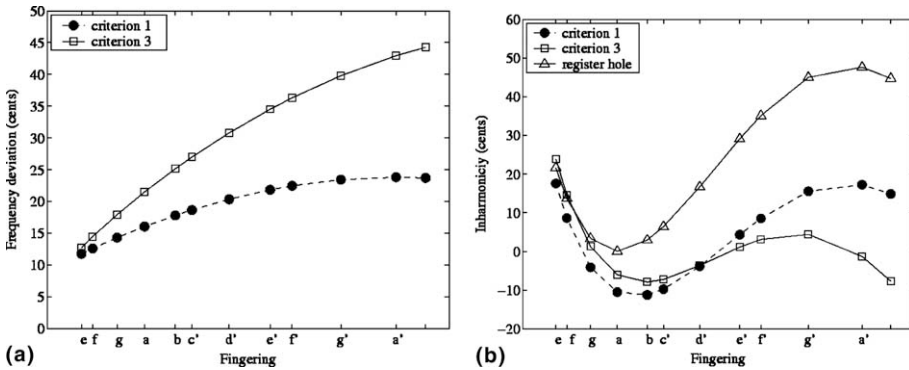 criterion 1
criterion 3
Frequency deviation (cents)
50
45
40
35
30
25
20
15
10
5
0
e f g a b c' d' e' f' g' a'
Fingering
(a)
criterion 1
criterion 3
register hole
Inharmoniciy (cents)
60
50
40
30
20
10
0
−10
−20
e f g a b c' d' e' f' g' a'
Fingering
(b)